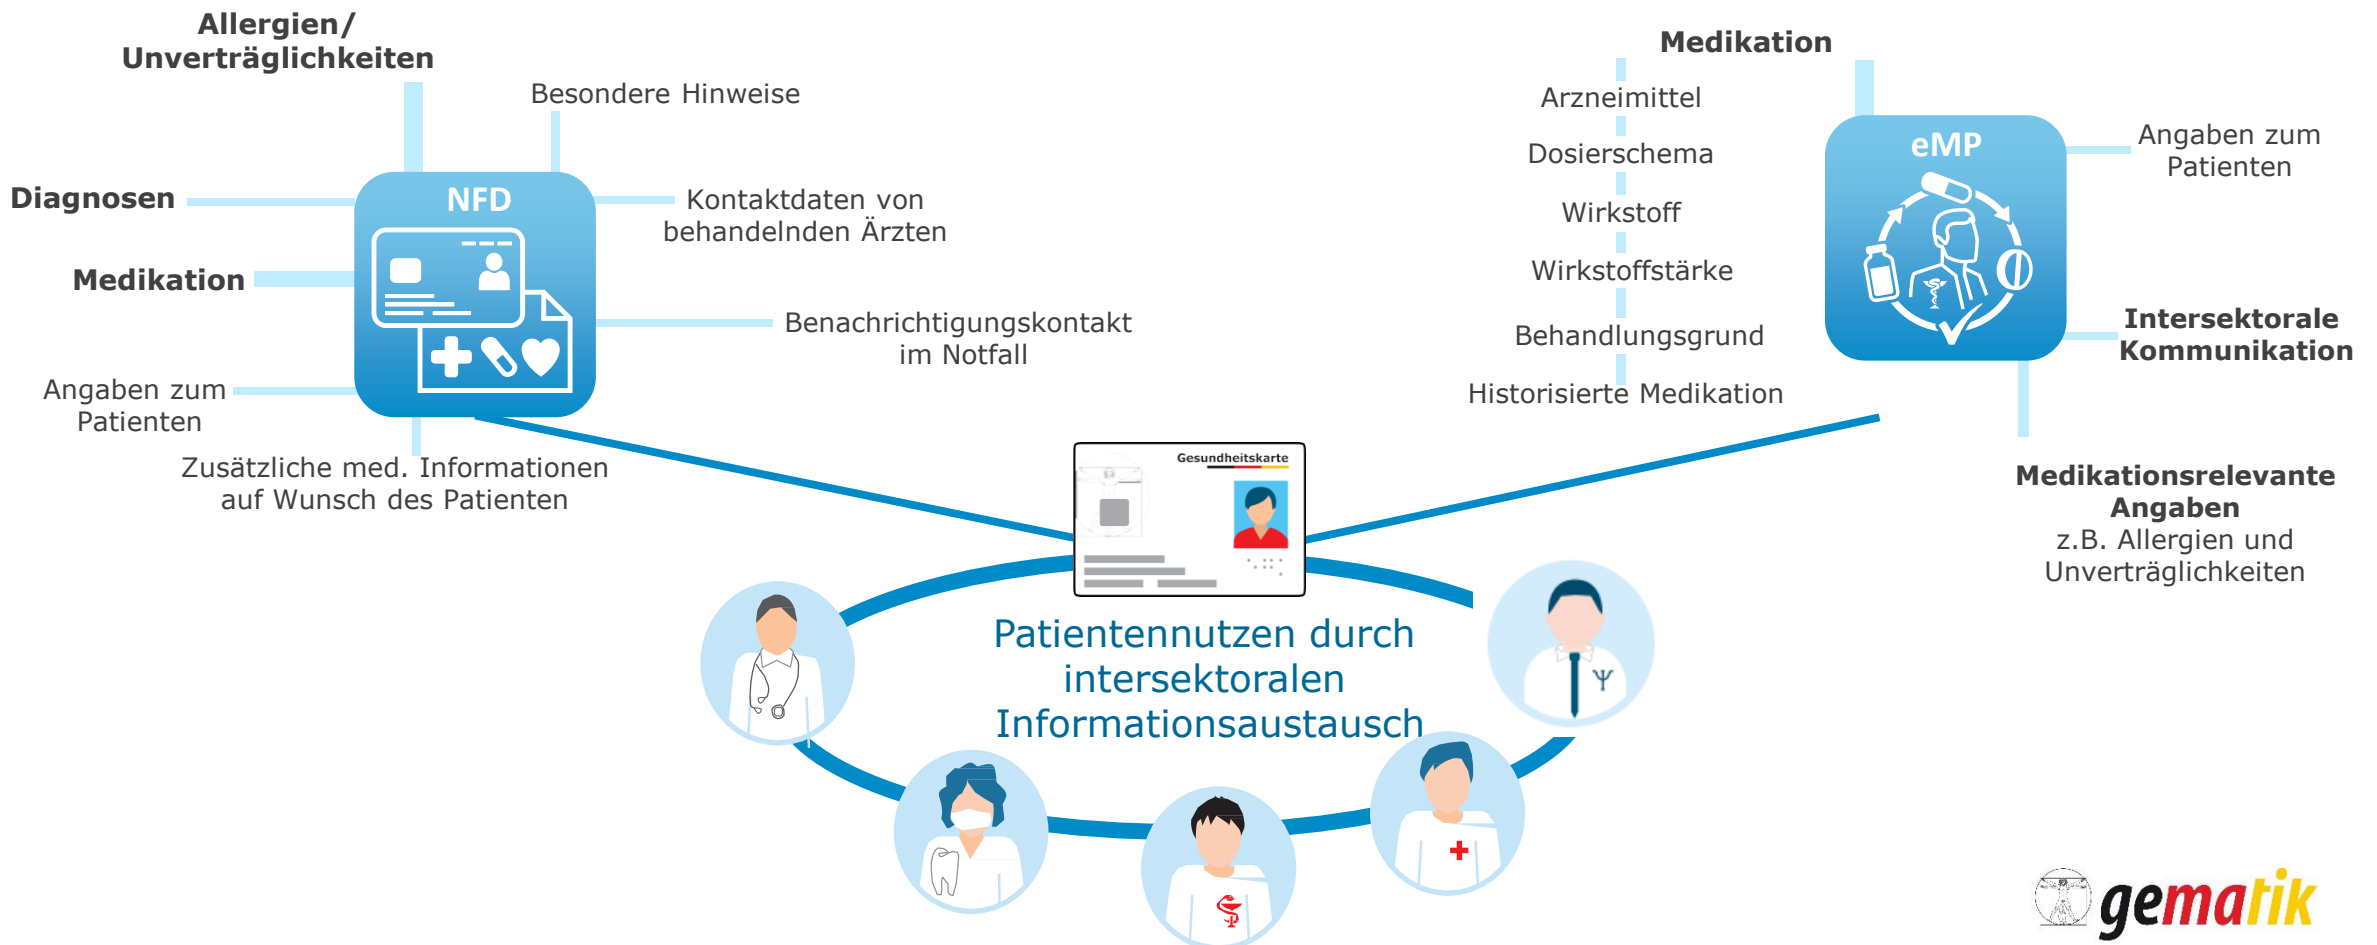 Allergien/
Unverträglichkeiten
Besondere Hinweise
Diagnosen
NFD
Kontaktdaten von
behandelnden Ärzten
Medikation
Benachrichtigungskontakt
im Notfall
Angaben zum
Patienten
Zusätzliche med. Informationen
auf Wunsch des Patienten
Medikation
Arzneimittel
Dosierschema
Wirkstoff
Wirkstoffstärke
Behandlungsgrund
Historisierte Medikation
eMP
Angaben zum
Patienten
Intersektorale
Kommunikation
Medikationsrelevante
Angaben
z.B. Allergien und
Unverträglichkeiten
Gesundheitskarte
Patientennutzen durch
intersektoralen
Informationsaustausch
Ψ
gematik